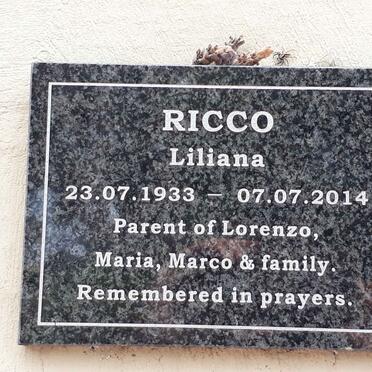 RICCO
Liliana
23.07.1933 — 07.07.2014
Parent of Lorenzo,
Maria, Marco & family.
Remembered in prayers.